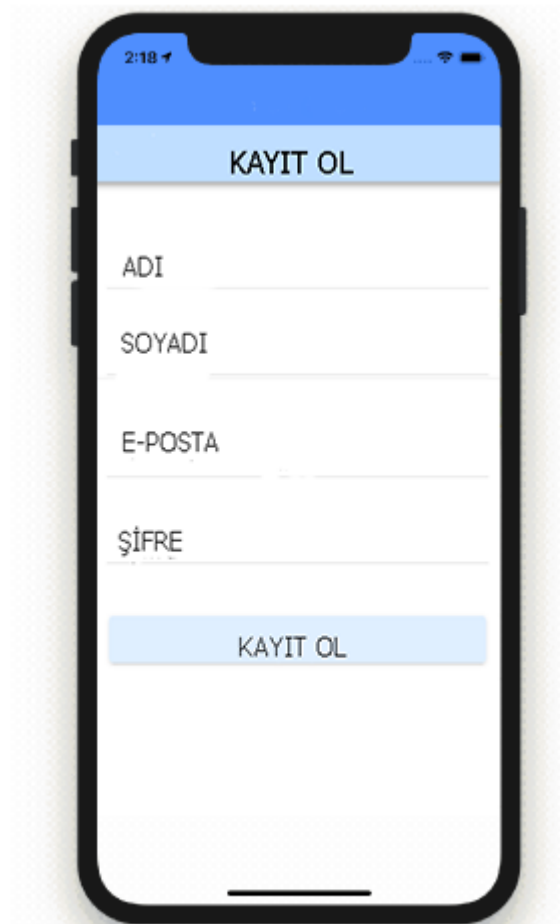 2:18
KAYIT OL
ADI
SOYADI
E-POSTA
ŞİFRE
KAYIT OL